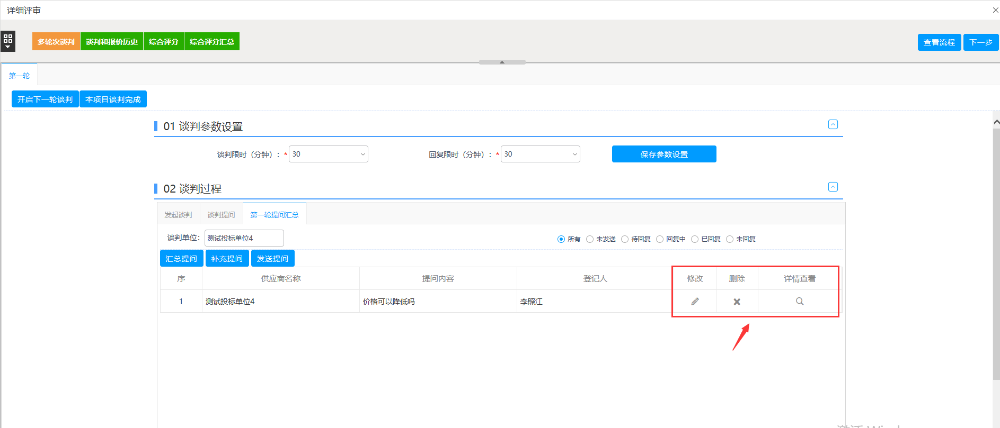 详细评审
多轮次谈判 谈判和报价历史 综合评分 综合评分汇总 查看流程 下一步
第一轮
开启下一轮谈判 本项目谈判完成
01 谈判参数设置
谈判限时（分钟）：* 30 回复限时（分钟）：* 30 保存参数设置
02 谈判过程
发起谈判 谈判提问 第一轮提问汇总
谈判单位： 测试投标单位4 所有 未发送 待回复 回复中 已回复 未回复
汇总提问 补充提问 发送提问
序 供应商名称 提问内容 登记人 修改 删除 详情查看
1 测试投标单位4 价格可以降低吗 李照江